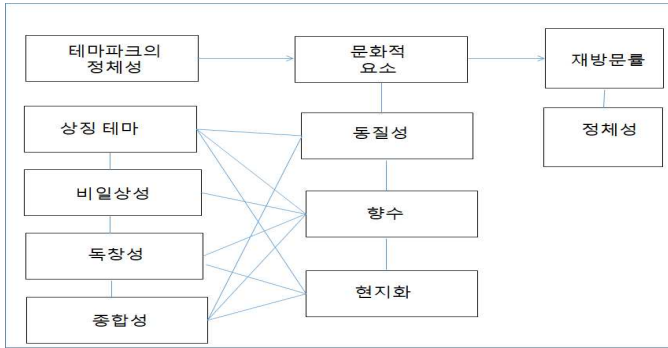 테마파크의
정체성
문화적
요소
재방문률
상징 테마
동질성
정체성
비일상성
향수
독창성
현지화
종합성